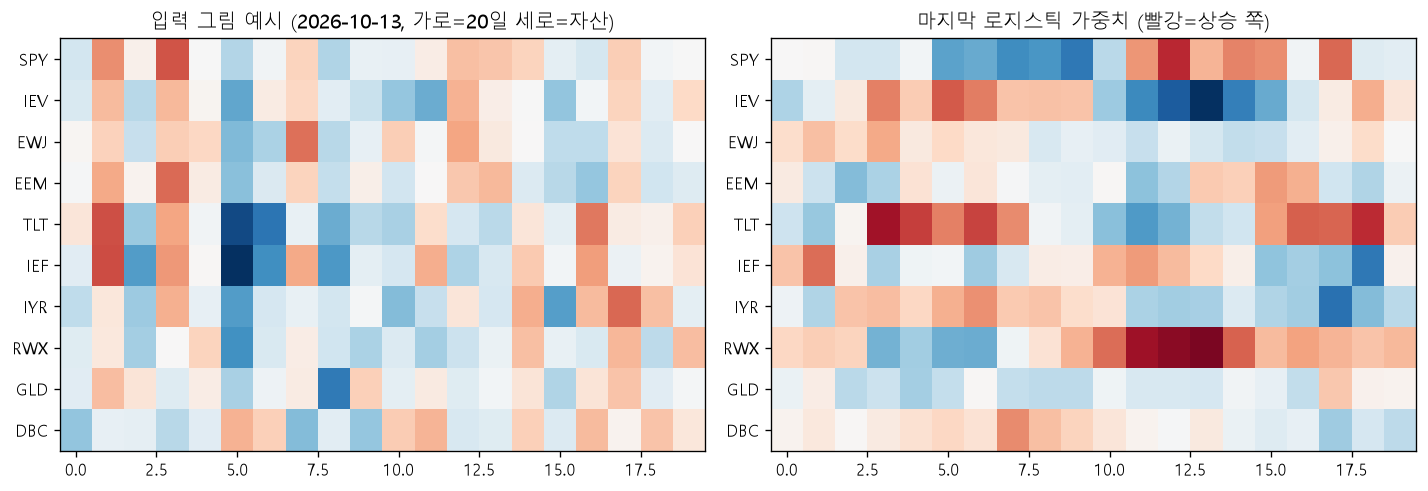 입력 그림 예시 (2026-10-13, 가로=20일 세로=자산)
SPY
IEV
EWJ
EEM
TLT
IEF
IYR
RWX
GLD
DBC
0.0 2.5 5.0 7.5 10.0 12.5 15.0 17.5
마지막 로지스틱 가중치 (빨강=상승 쪽)
SPY
IEV
EWJ
EEM
TLT
IEF
IYR
RWX
GLD
DBC
0.0 2.5 5.0 7.5 10.0 12.5 15.0 17.5